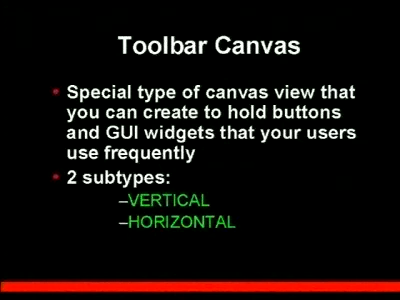 Toolbar Canvas
• Special type of canvas view that
you can create to hold buttons
and GUI widgets that your users
use frequently
• 2 subtypes:
–VERTICAL
–HORIZONTAL